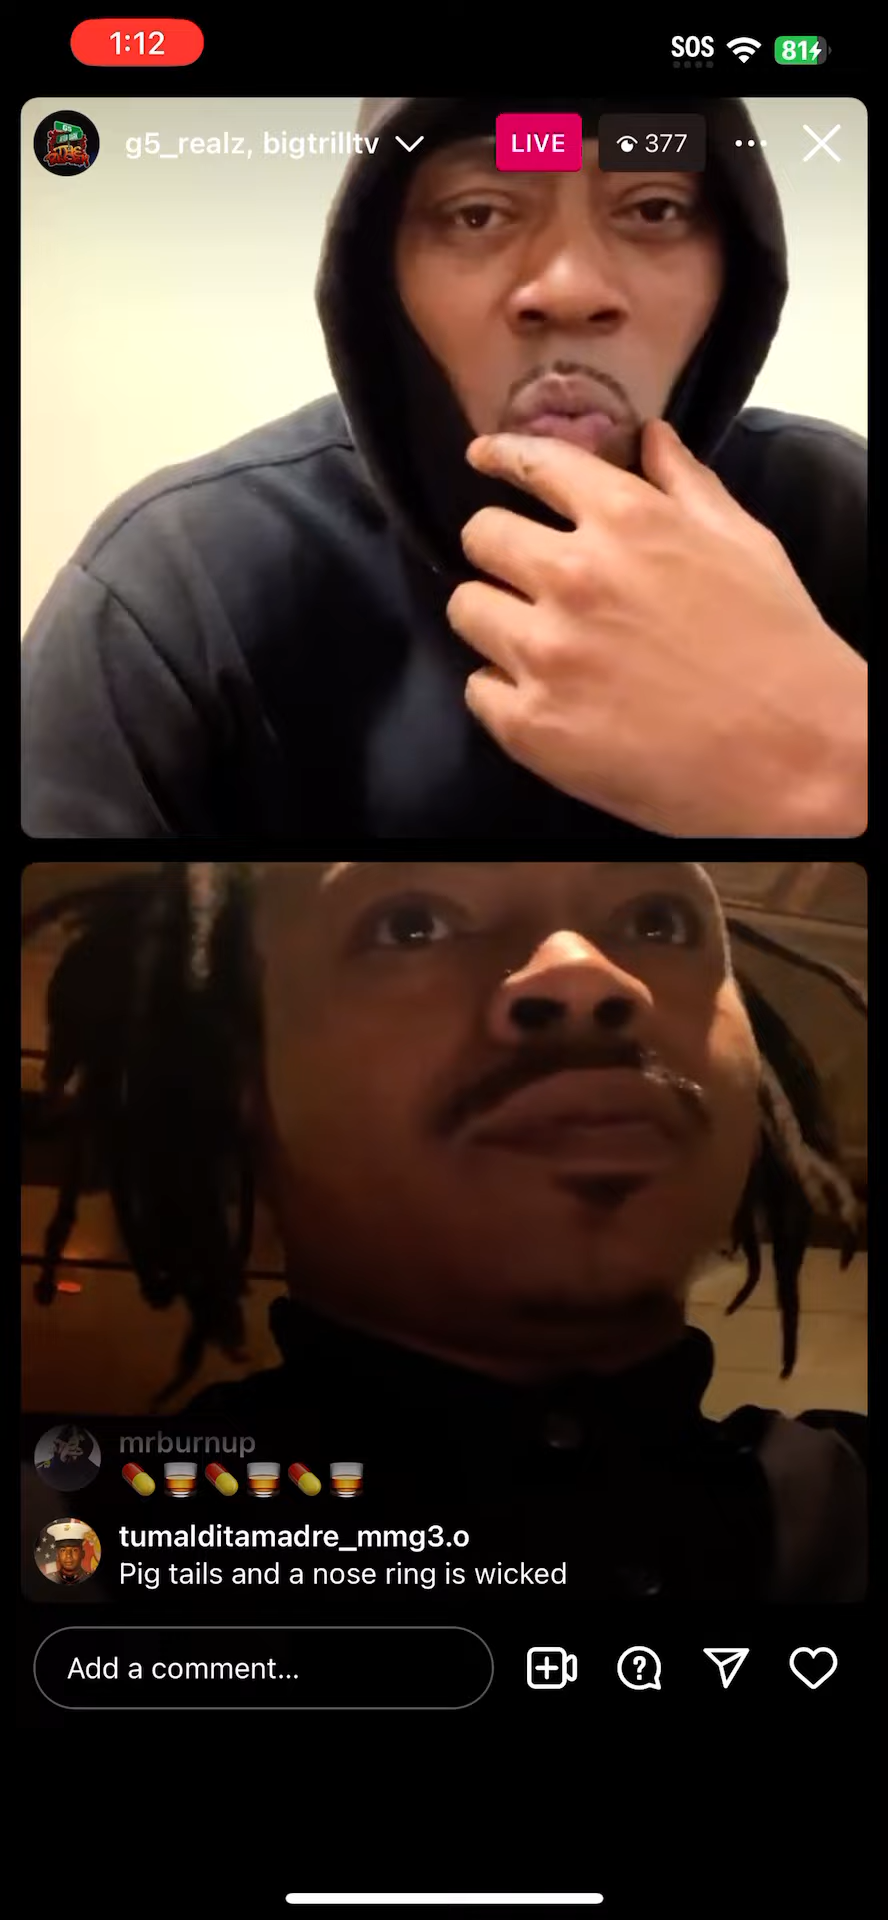 1:12
SOS
81
g5_realz, bigtrilltv
LIVE
377
mrburnup
tumalditamadre_mmg3.o
Pig tails and a nose ring is wicked
Add a comment...